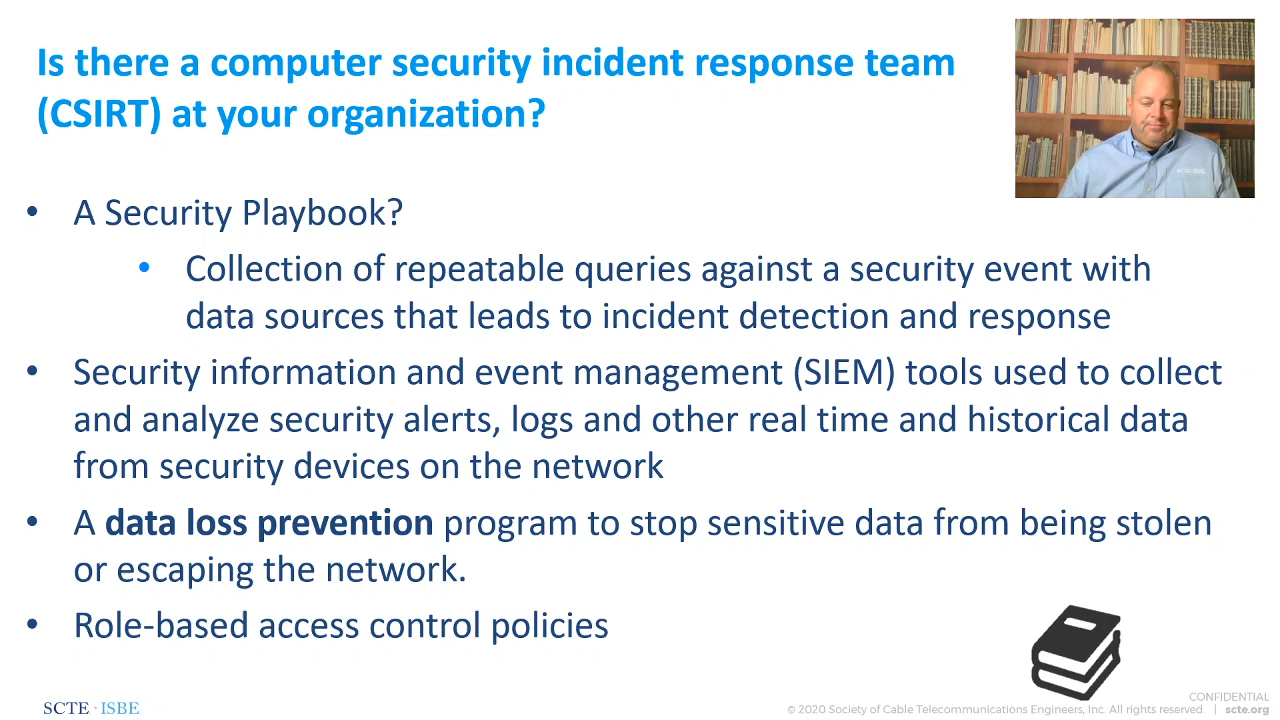 Is there a computer security incident response team
(CSIRT) at your organization?
• A Security Playbook?
• Collection of repeatable queries against a security event with
data sources that leads to incident detection and response
• Security information and event management (SIEM) tools used to collect
and analyze security alerts, logs and other real time and historical data
from security devices on the network
• A data loss prevention program to stop sensitive data from being stolen
or escaping the network.
• Role-based access control policies
SCTE · ISBE
CONFIDENTIAL
© 2020 Society of Cable Telecommunications Engineers, Inc. All rights reserved. | scte.org